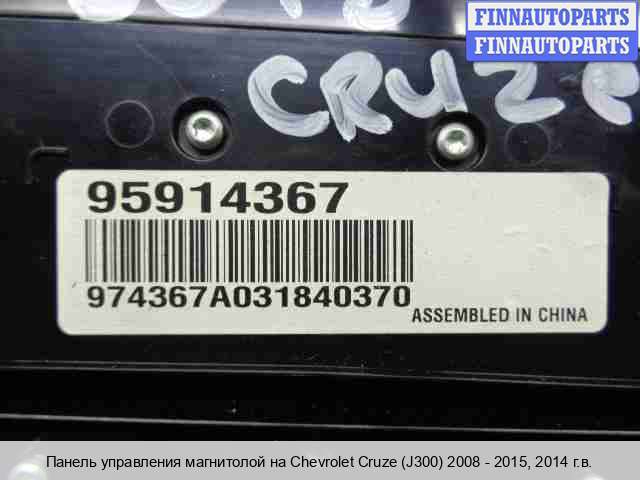 FINNAUTOPARTS
FINNAUTOPARTS
CRUZE
95914367
974367A031840370
ASSEMBLED IN CHINA
Панель управления магнитолой на Chevrolet Cruze (J300) 2008 - 2015, 2014 г.в.